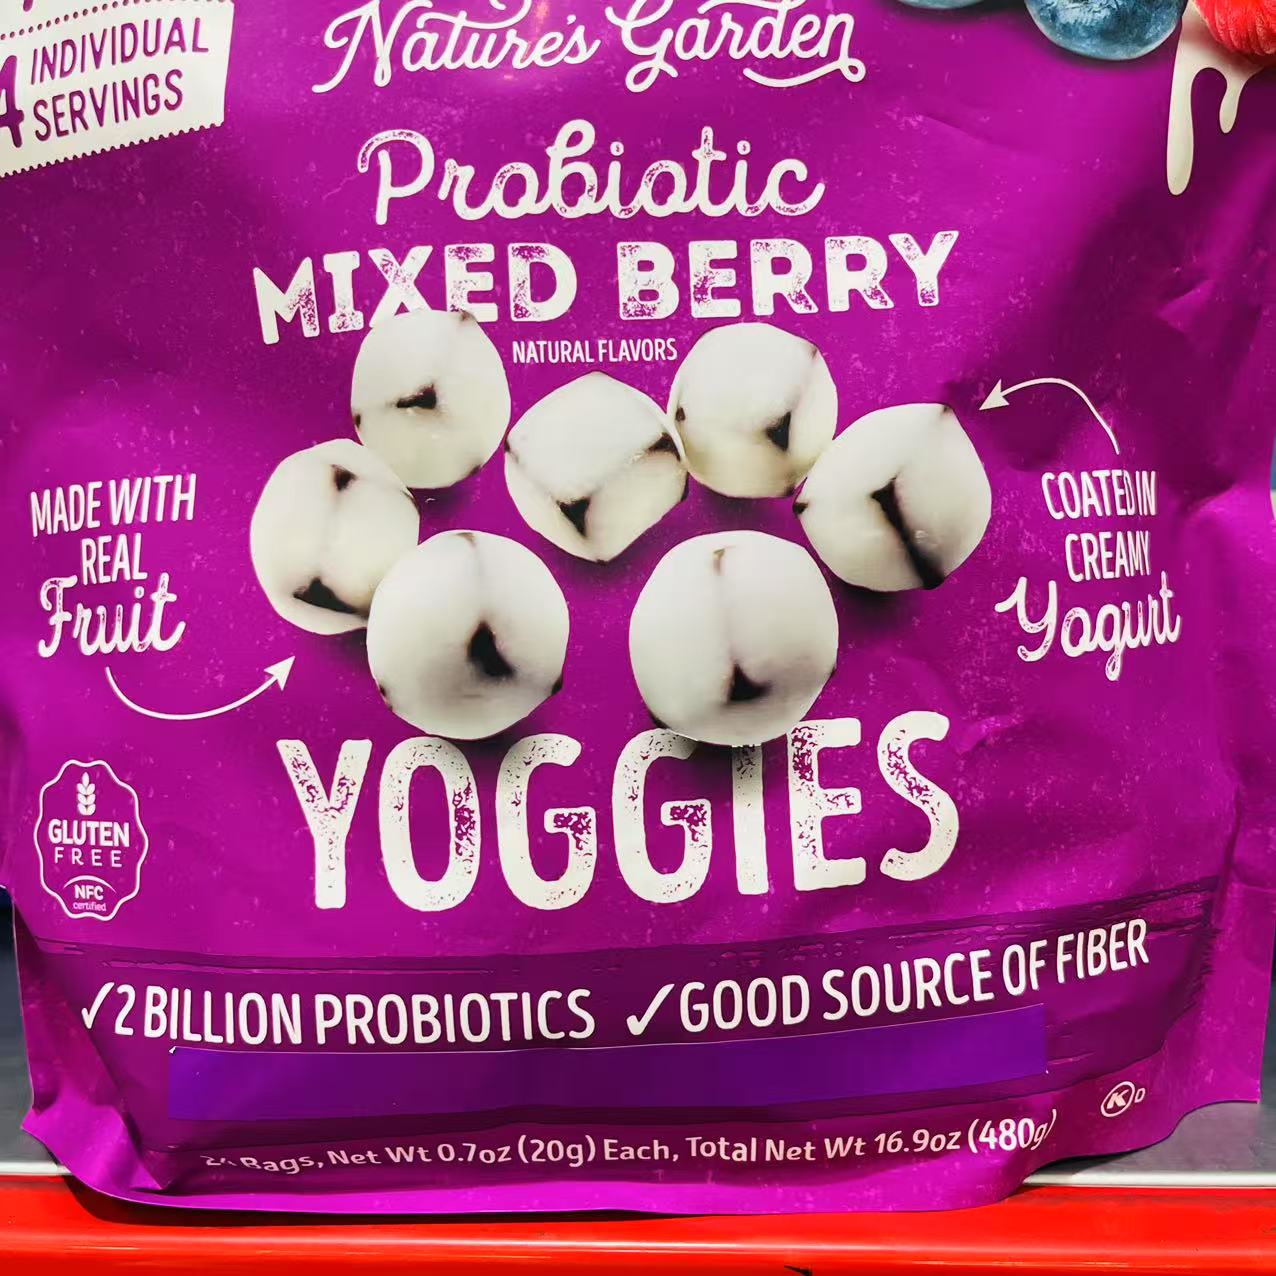 Nature's Garden
4 INDIVIDUAL
SERVINGS
Probiotic
MIXED BERRY
NATURAL FLAVORS
MADE WITH
REAL
Fruit
COATED IN
CREAMY
Yogurt
YOGGIES
GLUTEN
FREE
NFC
certified
✓2 BILLION PROBIOTICS ✓GOOD SOURCE OF FIBER
K D
24 Bags, Net Wt 0.7oz (20g) Each, Total Net Wt 16.9oz (480g)